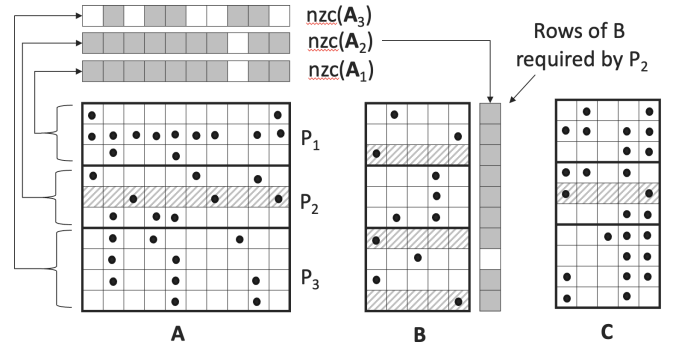 nzc(A₃)
nzc(A₂)
nzc(A₁)
Rows of B
required by P₂
P₁
P₂
P₃
A
B
C